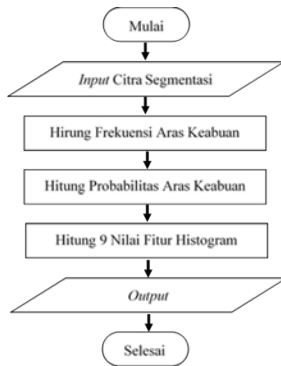 Mulai
Input Citra Segmentasi
Hirung Frekuensi Aras Keabuan
Hitung Probabilitas Aras Keabuan
Hitung 9 Nilai Fitur Histogram
Output
Selesai